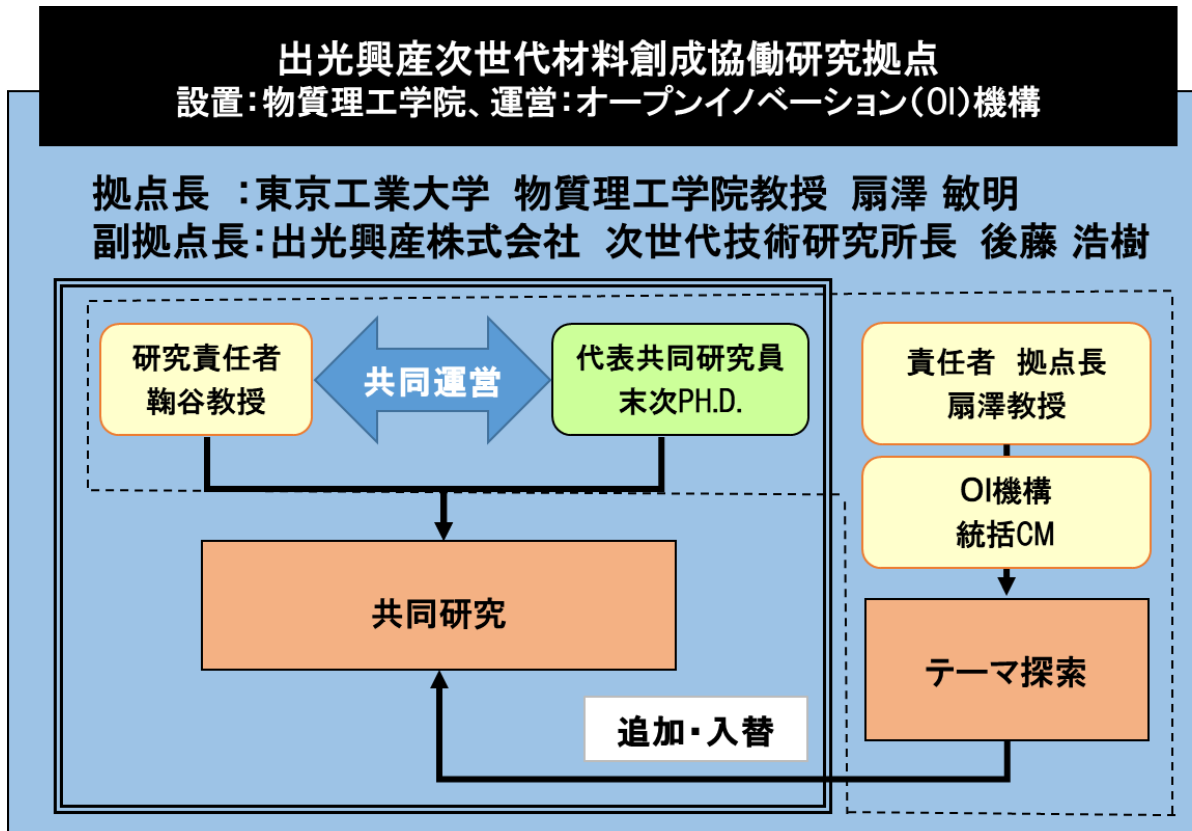 出光興産次世代材料創成協働研究拠点
設置：物質理工学院、運営：オープンイノベーション（OI）機構
拠点長　：東京工業大学　物質理工学院教授　扇澤 敏明
副拠点長：出光興産株式会社　次世代技術研究所長　後藤 浩樹
研究責任者
鞠谷教授
共同運営
代表共同研究員
末次PH.D.
責任者　拠点長
扇澤教授
OI機構
統括CM
共同研究
テーマ探索
追加・入替